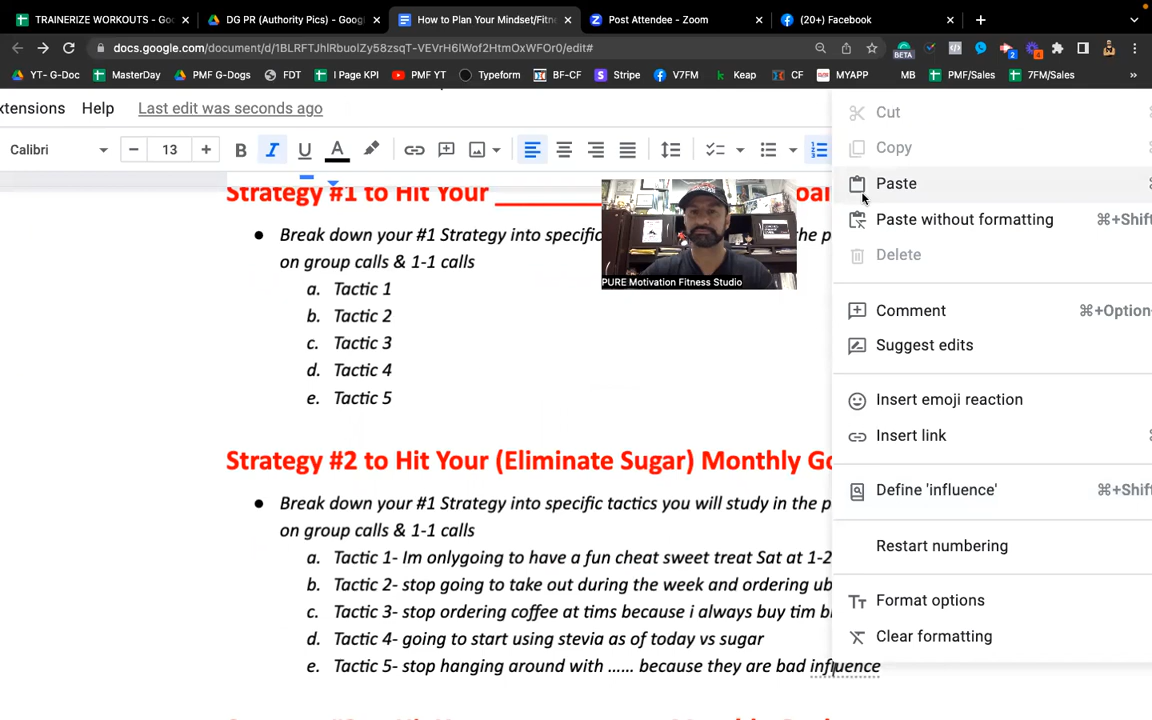 TRAINERIZE WORKOUTS - Go
DG PR (Authority Pics) - Googl
How to Plan Your Mindset/Fitn
Post Attendee - Zoom
(20+) Facebook
docs.google.com/document/d/1BLRFTJhlRbuolZy58zsqT-VEVrH6lWof2HtmOxWFOr0/edit#
BETA
2
4
YT- G-Doc
MasterDay
PMF G-Dogs
FDT
I Page KPI
PMF YT
Typeform
BF-CF
Stripe
V7FM
Keap
CF
MYAPP
MB
PMF/Sales
7FM/Sales
»
xtensions Help Last edit was seconds ago
Calibri
13
B I U A
Cut
Copy
Paste
Paste without formatting ⌘+Shif
Delete
Comment ⌘+Option
Suggest edits
Insert emoji reaction
Insert link
Define 'influence' ⌘+Shif
Restart numbering
Format options
Clear formatting
PURE Motivation Fitness Studio
Strategy #1 to Hit Your
oal
Break down your #1 Strategy into specific
the p
on group calls & 1-1 calls
a. Tactic 1
b. Tactic 2
c. Tactic 3
d. Tactic 4
e. Tactic 5
Strategy #2 to Hit Your (Eliminate Sugar) Monthly Go
Break down your #1 Strategy into specific tactics you will study in the p
on group calls & 1-1 calls
a. Tactic 1- Im onlygoing to have a fun cheat sweet treat Sat at 1-2
b. Tactic 2- stop going to take out during the week and ordering ub
c. Tactic 3- stop ordering coffee at tims because i always buy tim b
d. Tactic 4- going to start using stevia as of today vs sugar
e. Tactic 5- stop hanging around with ...... because they are bad influence